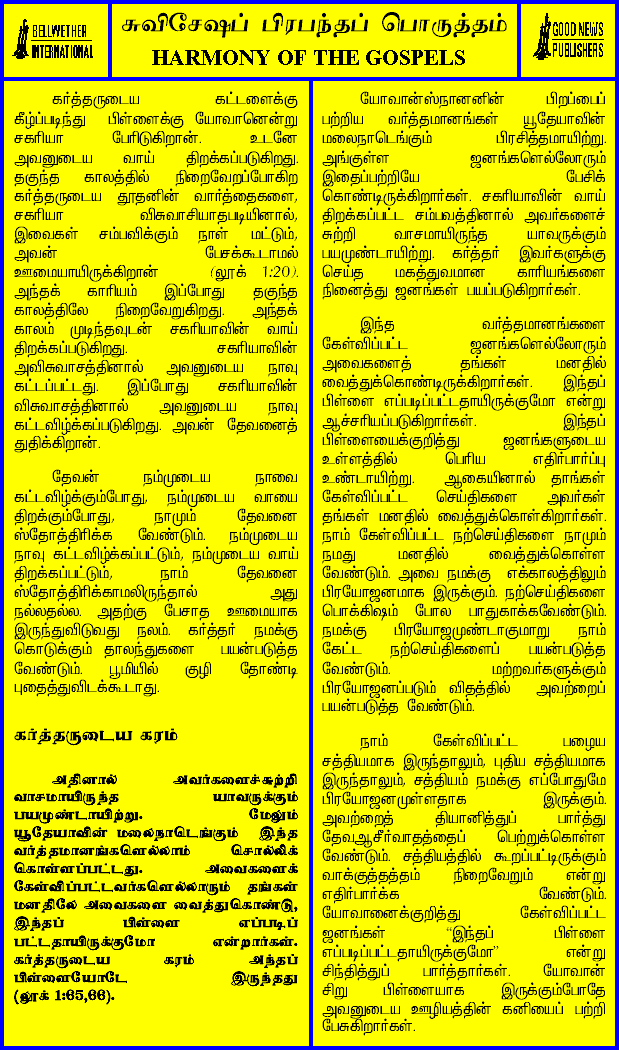 BELLWETHER
INTERNATIONAL
சுவிசேஷப் பிரபந்தப் பொருத்தம்
HARMONY OF THE GOSPELS
GOOD NEWS
PUBLISHERS
கர்த்தருடைய கட்டளைக்கு
கீழ்ப்படிந்து பிள்ளைக்கு யோவானென்று
சகரியா பேரிடுகிறான். உடனே
அவனுடைய வாய் திறக்கப்படுகிறது.
தகுந்த காலத்தில் நிறைவேறப்போகிற
கர்த்தருடைய தூதனின் வார்த்தைகளை,
சகரியா விசுவாசியாதபடியினால்,
இவைகள் சம்பவிக்கும் நாள் மட்டும்,
அவன் பேசக்கூடாமல்
ஊமையாயிருக்கிறான் (லூக் 1:20).
அந்தக் காரியம் இப்போது தகுந்த
காலத்திலே நிறைவேறுகிறது. அந்தக்
காலம் முடிந்தவுடன் சகரியாவின் வாய்
திறக்கப்படுகிறது. சகரியாவின்
அவிசுவாசத்தினால் அவனுடைய நாவு
கட்டப்பட்டது. இப்போது சகரியாவின்
விசுவாசத்தினால் அவனுடைய நாவு
கட்டவிழ்க்கப்படுகிறது. அவன் தேவனைத்
துதிக்கிறான்.
தேவன் நம்முடைய நாவை
கட்டவிழ்க்கும்போது, நம்முடைய வாயை
திறக்கும்போது, நாமும் தேவனை
ஸ்தோத்திரிக்க வேண்டும். நம்முடைய
நாவு கட்டவிழ்க்கப்பட்டும், நம்முடைய வாய்
திறக்கப்பட்டும், நாம் தேவனை
ஸ்தோத்திரிக்காமலிருந்தால் அது
நல்லதல்ல. அதற்கு பேசாத ஊமையாக
இருந்துவிடுவது நலம். கர்த்தர் நமக்கு
கொடுக்கும் தாலந்துகளை பயன்படுத்த
வேண்டும். பூமியில் குழி தோண்டி
புதைத்துவிடக்கூடாது.
கர்த்தருடைய கரம்
அதினால் அவர்களைச்சுற்றி
வாசமாயிருந்த யாவருக்கும்
பயமுண்டாயிற்று. மேலும்
யூதேயாவின் மலைநாடெங்கும் இந்த
வர்த்தமானங்களெல்லாம் சொல்லிக்
கொள்ளப்பட்டது. அவைகளைக்
கேள்விப்பட்டவர்களெல்லாரும் தங்கள்
மனதிலே அவைகளை வைத்துகொண்டு,
இந்தப் பிள்ளை எப்படிப்
பட்டதாயிருக்குமோ என்றார்கள்.
கர்த்தருடைய கரம் அந்தப்
பிள்ளையோடே இருந்தது
(லூக் 1:65,66).
யோவான்ஸ்நானனின் பிறப்பைப்
பற்றிய வர்த்தமானங்கள் யூதேயாவின்
மலைநாடெங்கும் பிரசித்தமாயிற்று.
அங்குள்ள ஜனங்களெல்லோரும்
இதைப்பற்றியே பேசிக்
கொண்டிருக்கிறார்கள். சகரியாவின் வாய்
திறக்கப்பட்ட சம்பவத்தினால் அவர்களைச்
சுற்றி வாசமாயிருந்த யாவருக்கும்
பயமுண்டாயிற்று. கர்த்தர் இவர்களுக்கு
செய்த மகத்துவமான காரியங்களை
நினைத்து ஜனங்கள் பயப்படுகிறார்கள்.
இந்த வர்த்தமானங்களை
கேள்விப்பட்ட ஜனங்களெல்லோரும்
அவைகளைத் தங்கள் மனதில்
வைத்துக்கொண்டிருக்கிறார்கள். இந்தப்
பிள்ளை எப்படிப்பட்டதாயிருக்குமோ என்று
ஆச்சரியப்படுகிறார்கள். இந்தப்
பிள்ளையைக்குறித்து ஜனங்களுடைய
உள்ளத்தில் பெரிய எதிர்பார்ப்பு
உண்டாயிற்று. ஆகையினால் தாங்கள்
கேள்விப்பட்ட செய்திகளை அவர்கள்
தங்கள் மனதில் வைத்துக்கொள்கிறார்கள்.
நாம் கேள்விப்பட்ட நற்செய்திகளை நாமும்
நமது மனதில் வைத்துக்கொள்ள
வேண்டும். அவை நமக்கு எக்காலத்திலும்
பிரயோஜனமாக இருக்கும். நற்செய்திகளை
பொக்கிஷம் போல பாதுகாக்கவேண்டும்.
நமக்கு பிரயோஜமுண்டாகுமாறு நாம்
கேட்ட நற்செய்திகளைப் பயன்படுத்த
வேண்டும். மற்றவர்களுக்கும்
பிரயோஜனப்படும் விதத்தில் அவற்றைப்
பயன்படுத்த வேண்டும்.
நாம் கேள்விப்பட்ட பழைய
சத்தியமாக இருந்தாலும், புதிய சத்தியமாக
இருந்தாலும், சத்தியம் நமக்கு எப்போதுமே
பிரயோஜனமுள்ளதாக இருக்கும்.
அவற்றைத் தியானித்துப் பார்த்து
தேவஆசீர்வாதத்தைப் பெற்றுக்கொள்ள
வேண்டும். சத்தியத்தில் கூறப்பட்டிருக்கும்
வாக்குத்தத்தம் நிறைவேறும் என்று
எதிர்பார்க்க வேண்டும்.
யோவானைக்குறித்து கேள்விப்பட்ட
ஜனங்கள் "இந்தப் பிள்ளை
எப்படிப்பட்டதாயிருக்குமோ" என்று
சிந்தித்துப் பார்த்தார்கள். யோவான்
சிறு பிள்ளையாக இருக்கும்போதே
அவனுடைய ஊழியத்தின் கனியைப் பற்றி
பேசுகிறார்கள்.